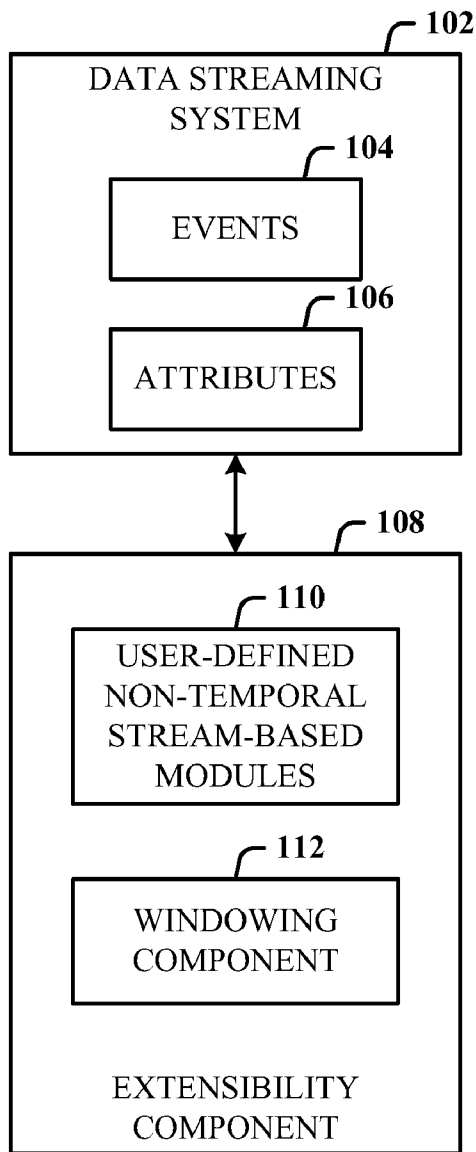 102
DATA STREAMING
SYSTEM
104
EVENTS
106
ATTRIBUTES
108
110
USER-DEFINED
NON-TEMPORAL
STREAM-BASED
MODULES
112
WINDOWING
COMPONENT
EXTENSIBILITY
COMPONENT